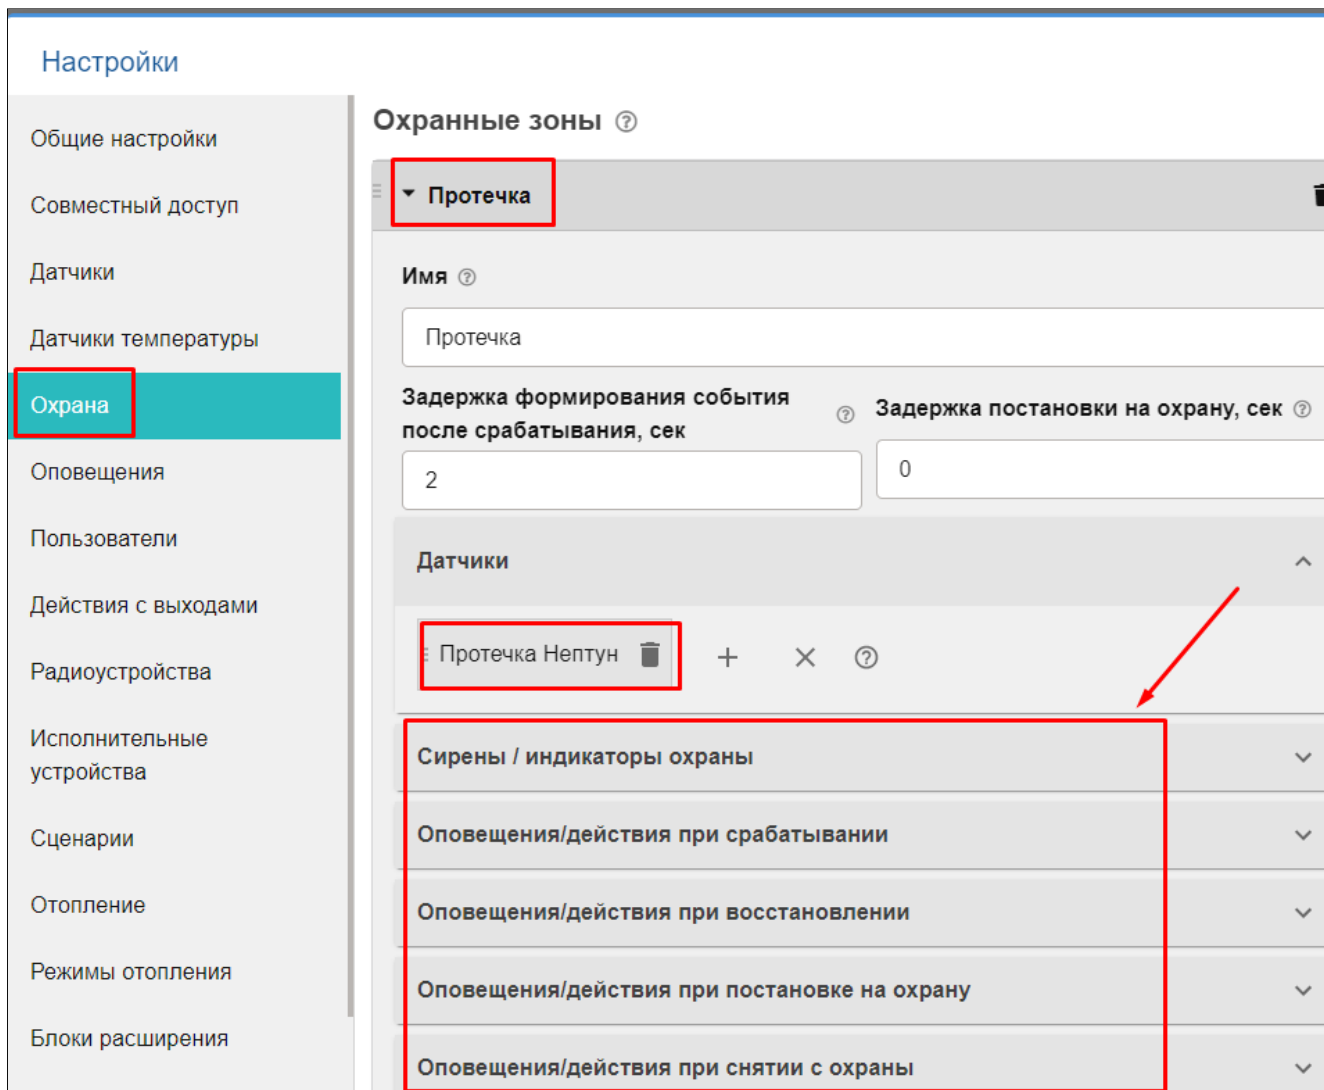 Настройки
Общие настройки
Совместный доступ
Датчики
Датчики температуры
Охрана
Оповещения
Пользователи
Действия с выходами
Радиоустройства
Исполнительные
устройства
Сценарии
Отопление
Режимы отопления
Блоки расширения
Охранные зоны
Протечка
Имя
Протечка
Задержка формирования события
после срабатывания, сек
2
Задержка постановки на охрану, сек
0
Датчики
Протечка Нептун
Сирены / индикаторы охраны
Оповещения/действия при срабатывании
Оповещения/действия при восстановлении
Оповещения/действия при постановке на охрану
Оповещения/действия при снятии с охраны